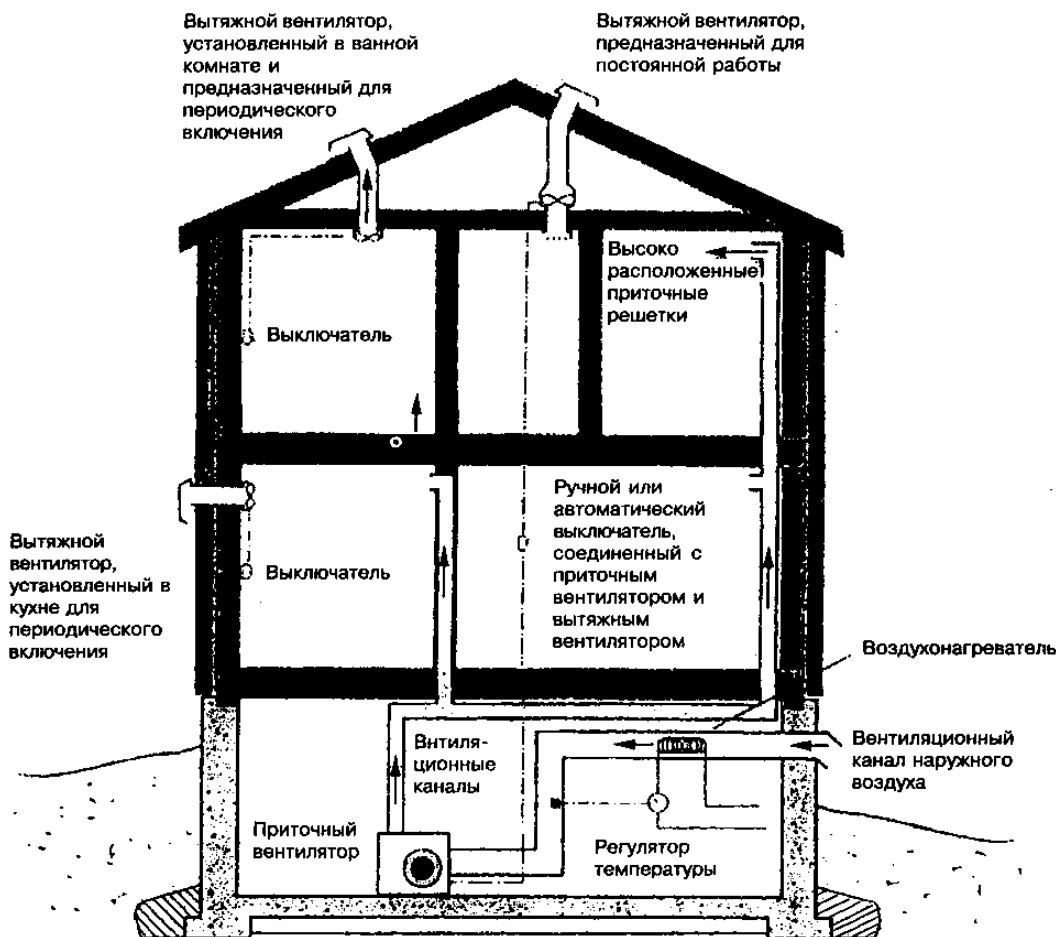 Вытяжной вентилятор,
установленный в ванной
комнате и
предназначенный для
периодического
включения
Вытяжной вентилятор,
предназначенный для
постоянной работы
Высоко
расположенные
приточные
решетки
Выключатель
Вытяжной
вентилятор,
установленный в
кухне для
периодического
включения
Выключатель
Ручной или
автоматический
выключатель,
соединенный с
приточным
вентилятором и
вытяжным
вентилятором
Воздухонагреватель
Внтиля-
ционные
каналы
Вентиляционный
канал наружного
воздуха
Приточный
вентилятор
Регулятор
температуры